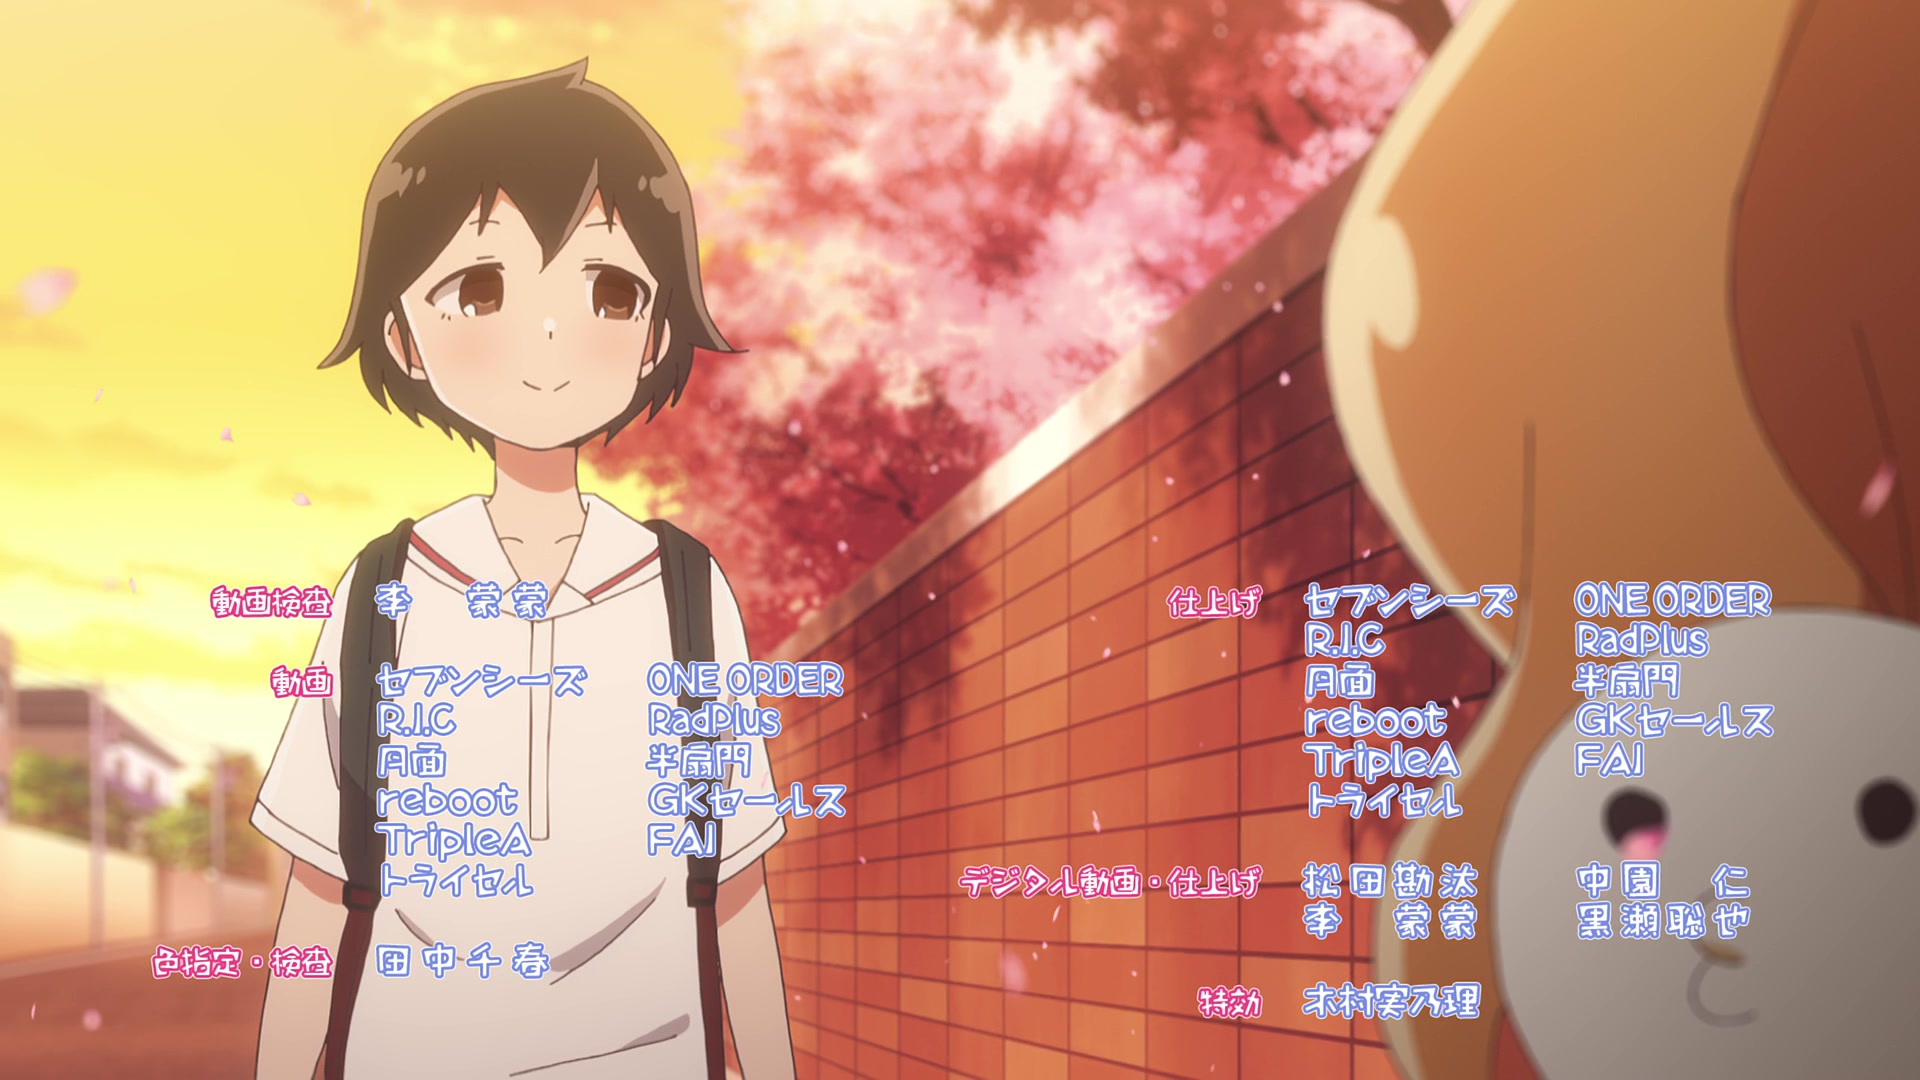 動画検査 李 蒙蒙
動画 セブンシーズ ONE ORDER
R.I.C RadPlus
月面 半扇門
reboot GKセールス
TripleA FAI
トライセル
色指定・検査 田中千春
仕上げ セブンシーズ ONE ORDER
R.I.C RadPlus
月面 半扇門
reboot GKセールス
TripleA FAI
トライセル
デジタル動画・仕上げ 松田勘汰 中園 仁
李 蒙蒙 黒瀬聡也
特効 木村実乃理